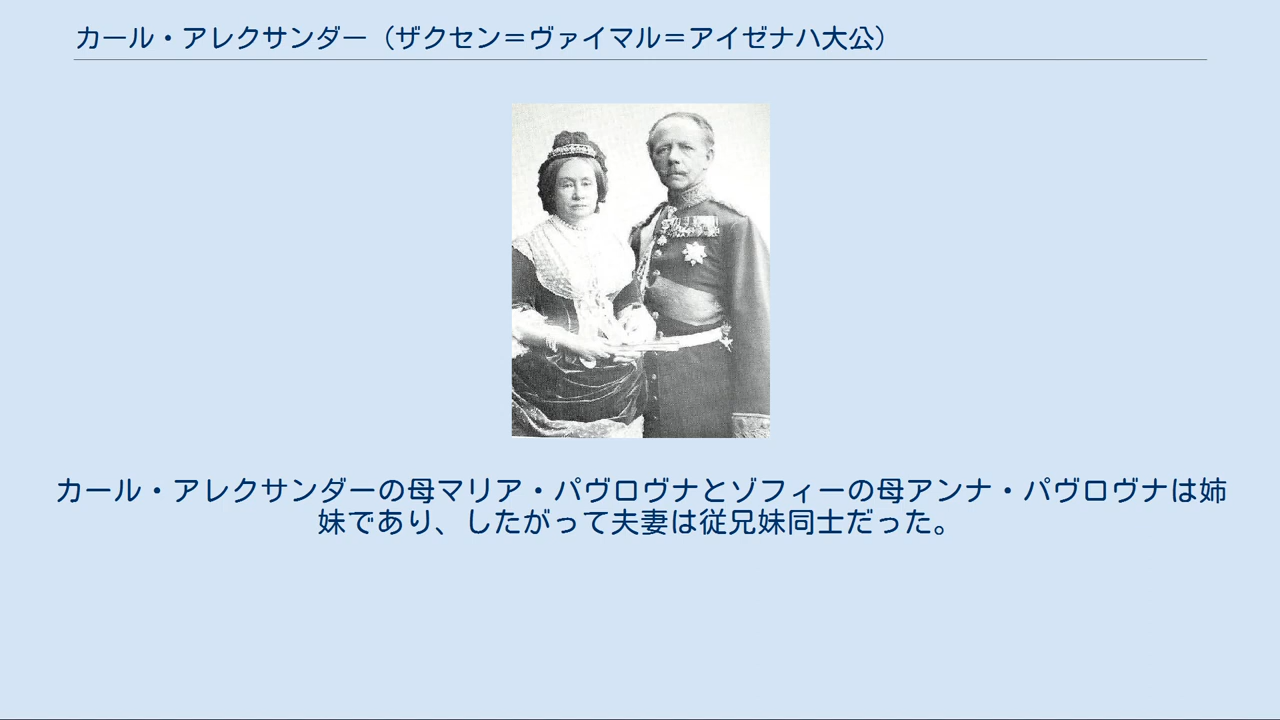 カール・アレクサンダー（ザクセン＝ヴァイマル＝アイゼナハ大公）
カール・アレクサンダーの母マリア・パヴロヴナとゾフィーの母アンナ・パヴロヴナは姉
妹であり、したがって夫妻は従兄妹同士だった。